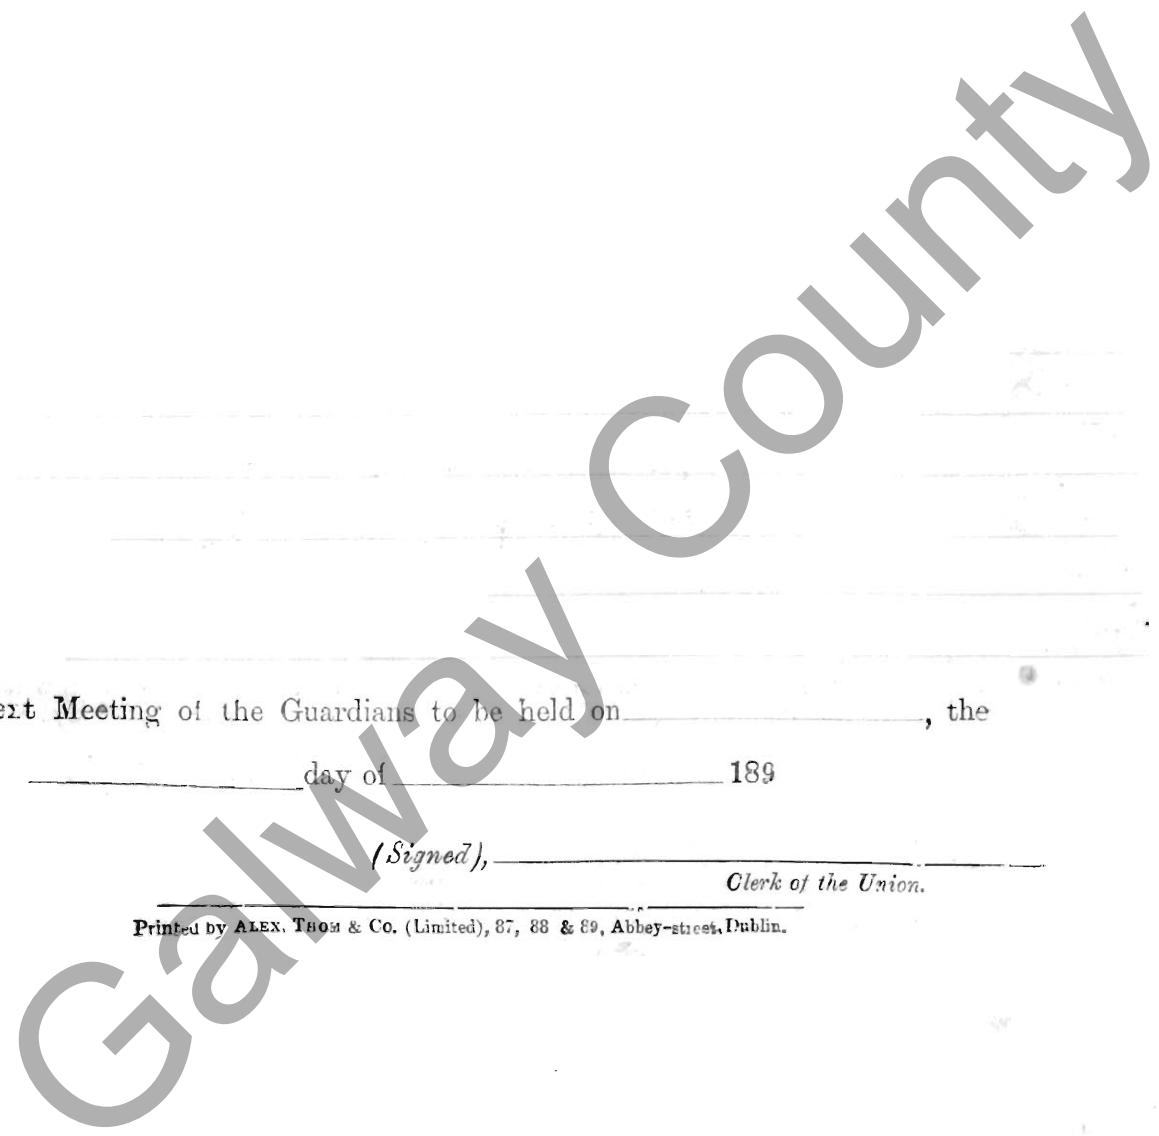 ext Meeting of the Guardians to be held on , the
day of 189
(Signed),
Clerk of the Union.
Printed by ALEX. THOM & Co. (Limited), 87, 88 & 89, Abbey-street, Dublin.
Galway County